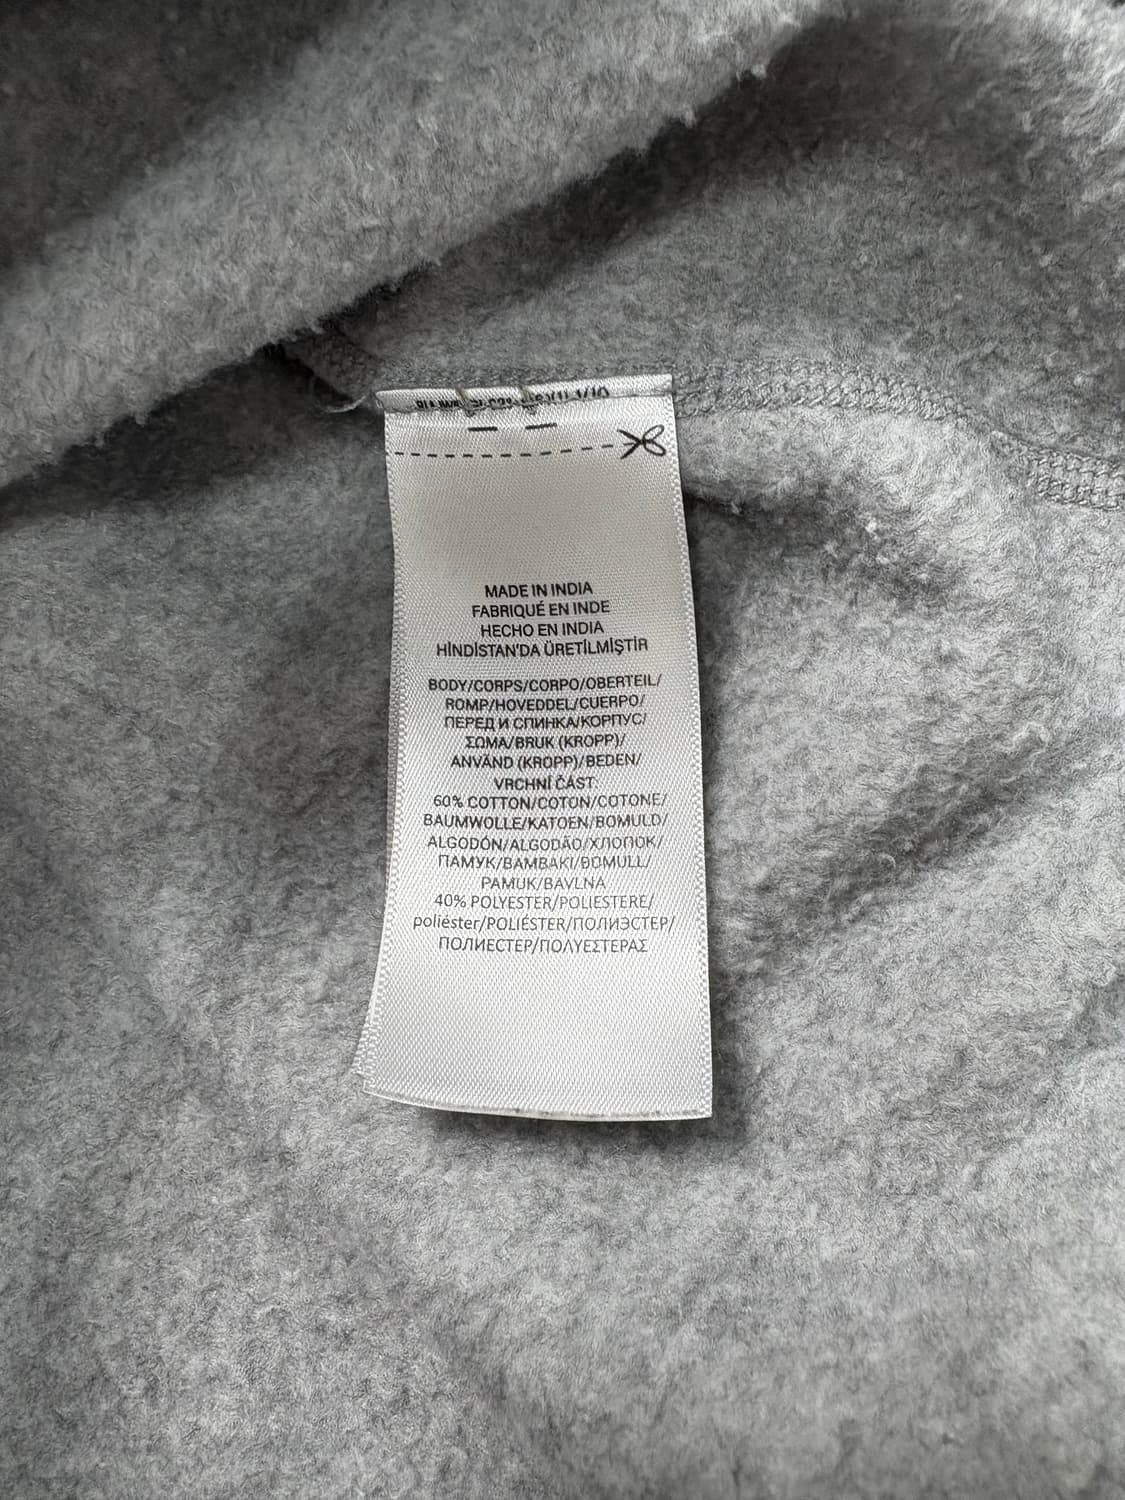 MADE IN INDIA
FABRIQUÉ EN INDE
HECHO EN INDIA
HİNDİSTAN'DA ÜRETİLMİŞTİR
BODY/CORPS/CORPO/OBERTEIL/
ROMP/HOVEDDEL/CUERPO/
ПЕРЕД И СПИНКА/КОРПУС/
ΣΩΜΑ/BRUK (KROPP)/
ANVÄND (KROPP)/BEDEN/
VRCHNÍ ČÁST
60% COTTON/COTON/COTONE/
BAUMWOLLE/KATOEN/BOMULD/
ALGODÓN/ALGODÃO/ХЛОПОК/
ПАМУК/BAMBAKI/BOMULL/
PAMUK/BAVLNA
40% POLYESTER/POLIESTERE/
poliéster/POLIÉSTER/ПОЛИЭСТЕР/
ПОЛИЕСТЕР/ΠΟΛΥΕΣΤΕΡΑΣ